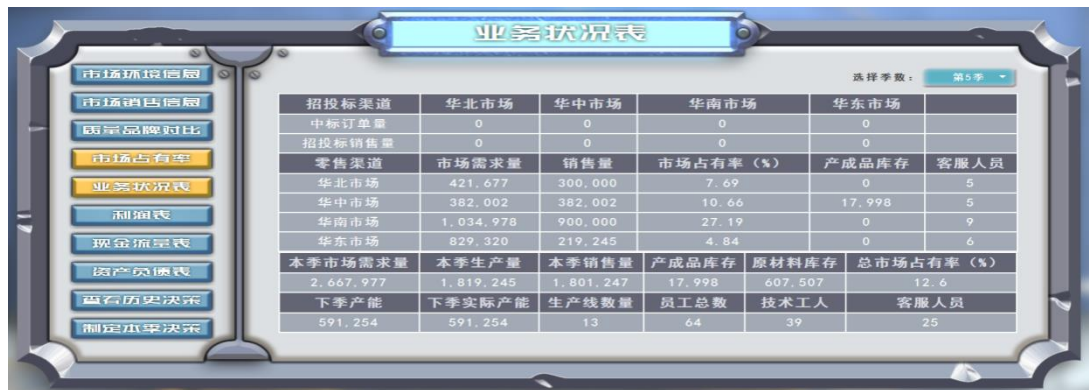 业务状况表
选择季数： 第5季
市场环境信息
市场销售信息
质量品牌对比
市场占有率
业务状况表
利润表
现金流量表
资产负债表
查看历史决策
制定本季决策
招投标渠道 华北市场 华中市场 华南市场 华东市场
中标订单量 0 0 0 0
招投标销售量 0 0 0 0
零售渠道 市场需求量 销售量 市场占有率（%） 产成品库存 客服人员
华北市场 421,677 300,000 7.69 0 5
华中市场 382,002 382,002 10.66 17,998 5
华南市场 1,034,978 900,000 27.19 0 9
华东市场 829,320 219,245 4.84 0 6
本季市场需求量 本季生产量 本季销售量 产成品库存 原材料库存 总市场占有率（%）
2,667,977 1,819,245 1,801,247 17,998 607,507 12.6
下季产能 下季实际产能 生产线数量 员工总数 技术工人 客服人员
591,254 591,254 13 64 39 25